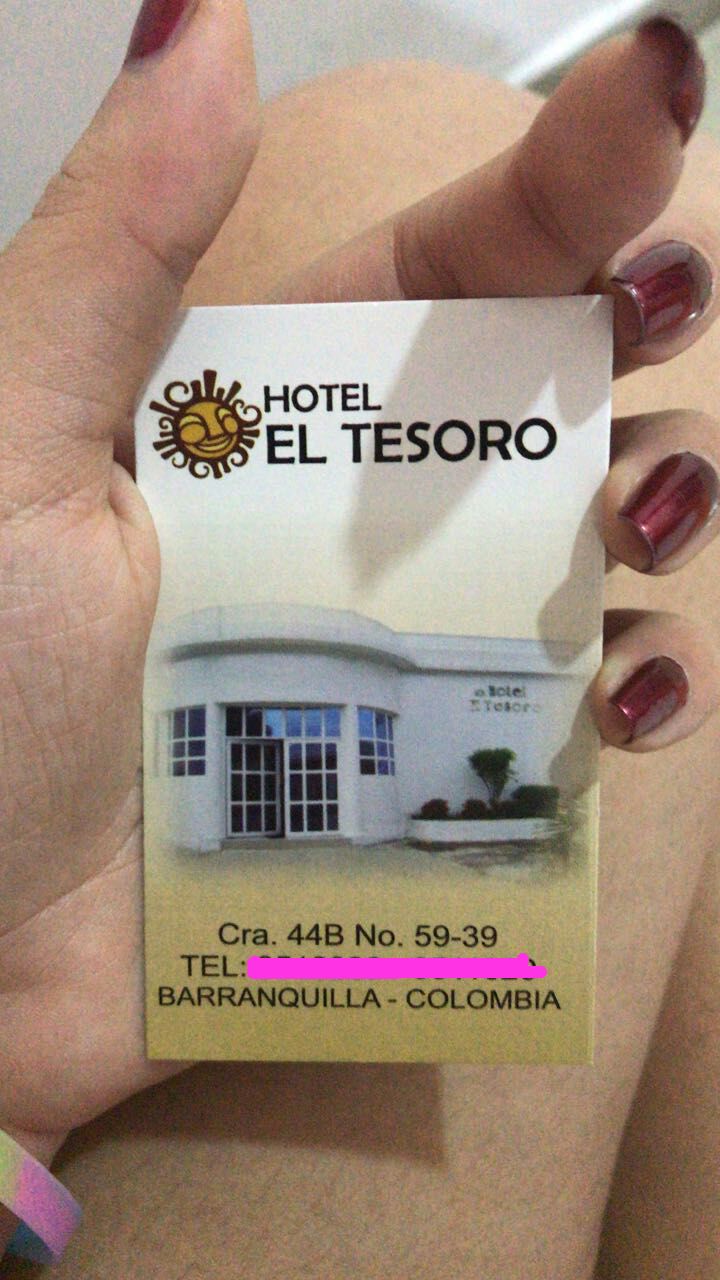 HOTEL
EL TESORO
Hotel
El Tesoro
Cra. 44B No. 59-39
TEL:
BARRANQUILLA - COLOMBIA